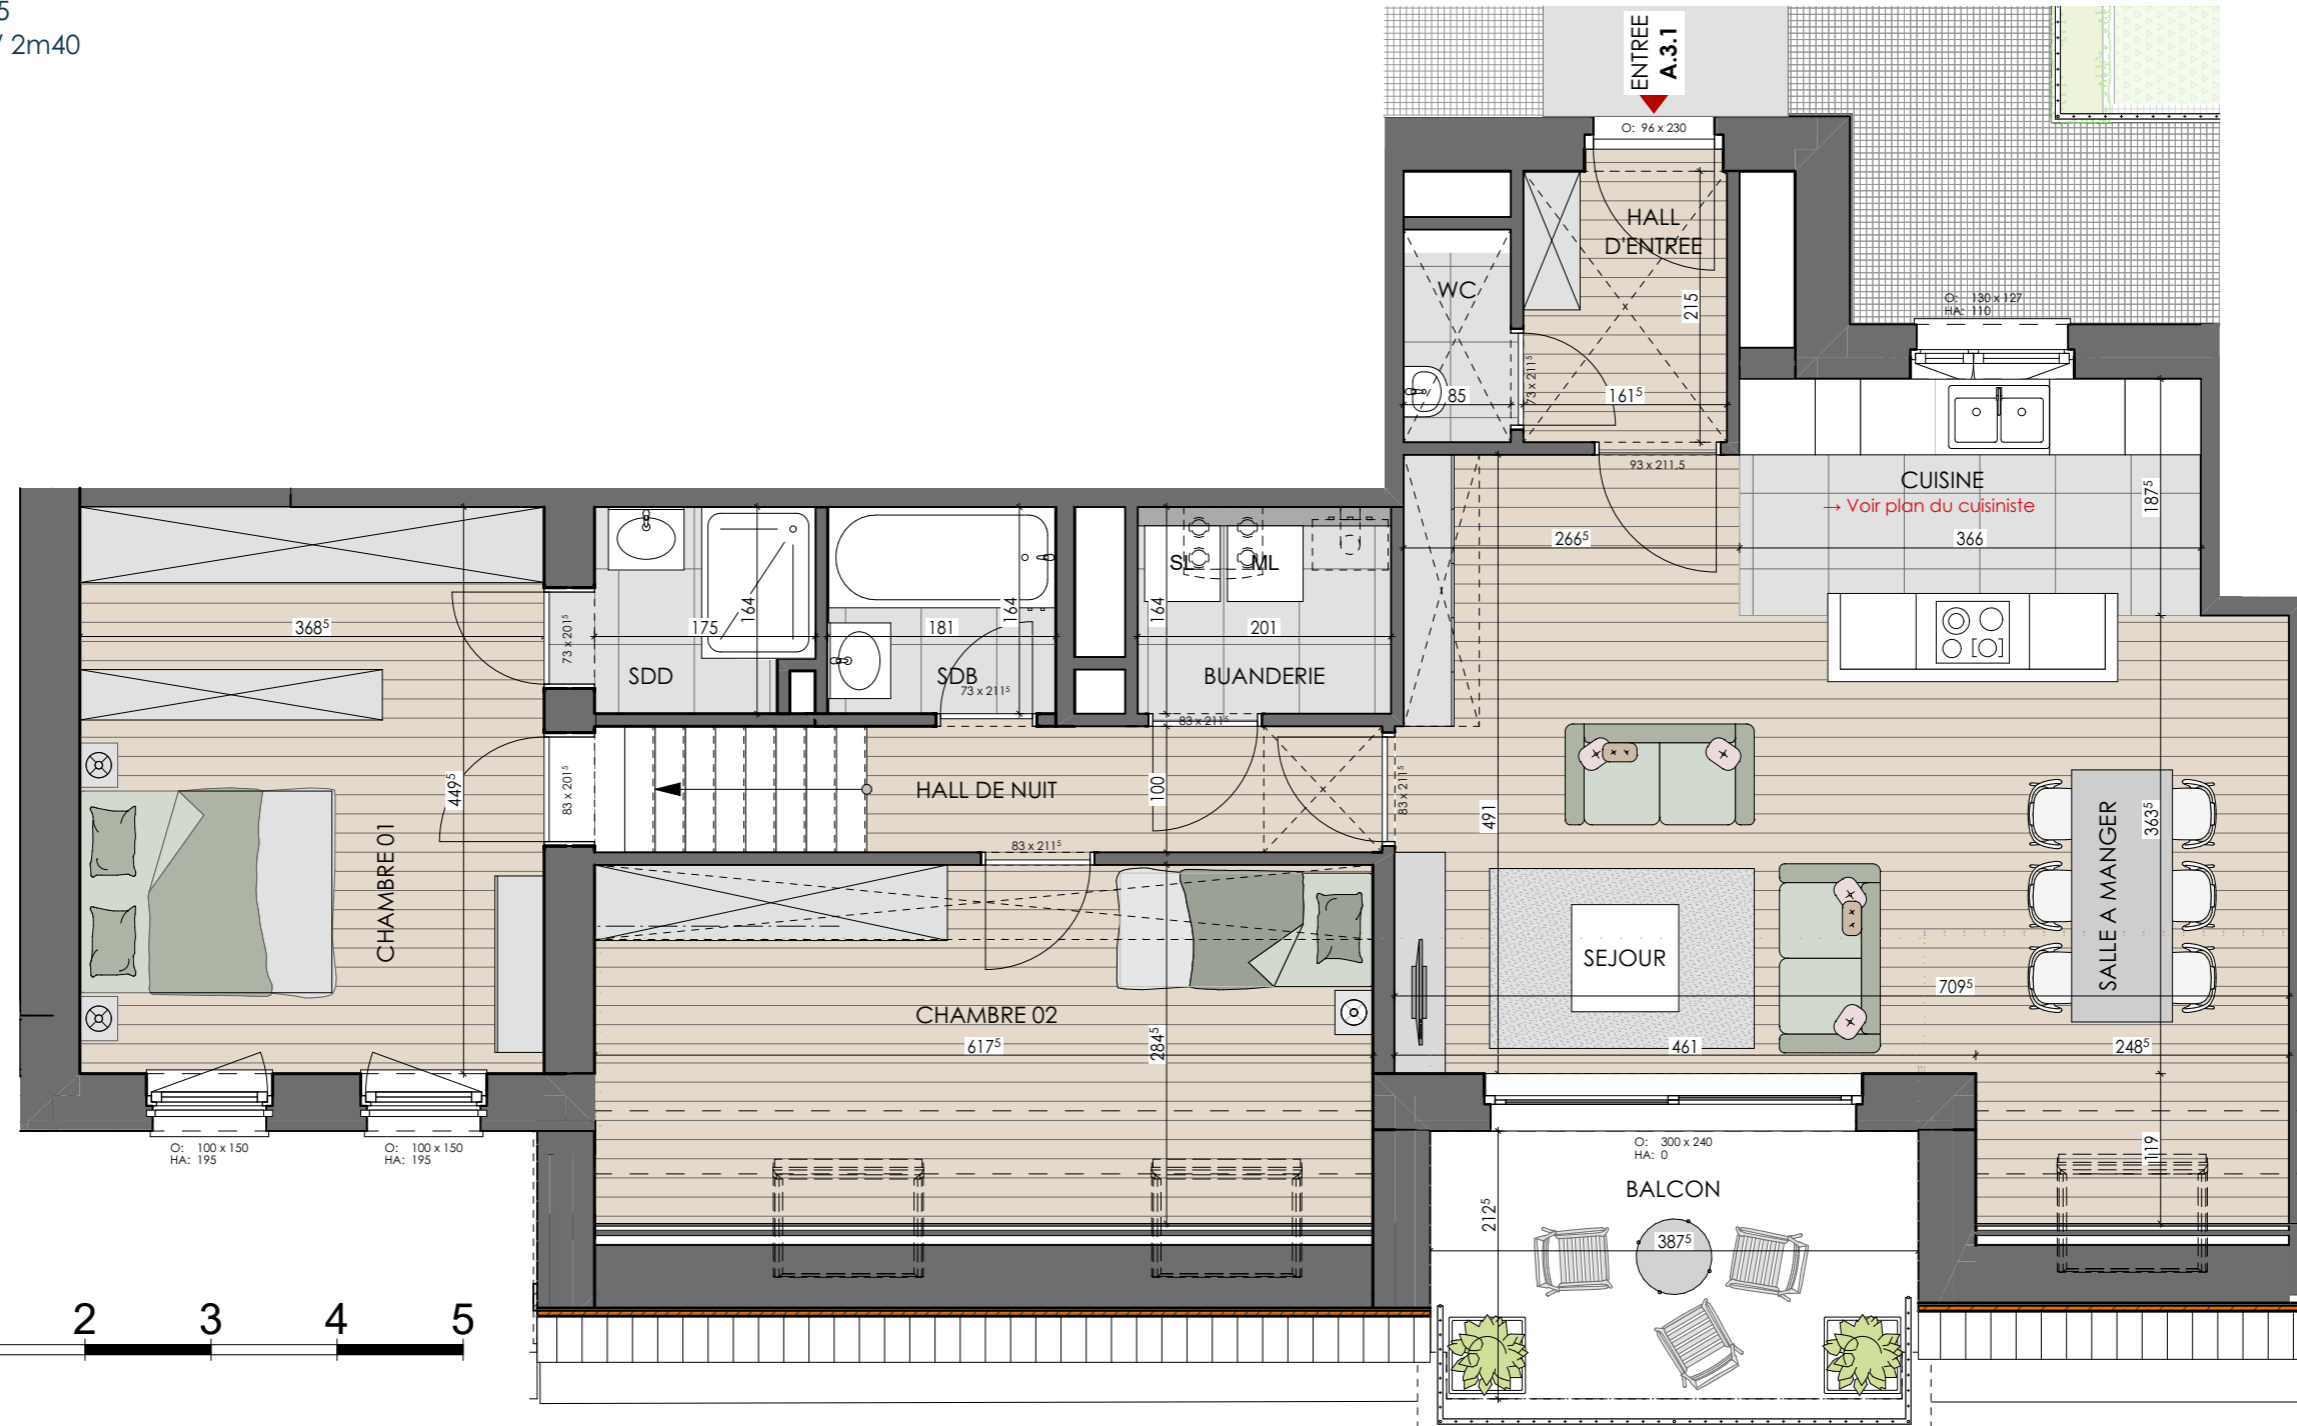 5
/ 2m40
ENTREE
A.3.1
O: 96 x 230
HALL
D'ENTREE
WC
215
85
73 x 211⁵
161⁵
O: 130 x 127
HA: 110
93 x 211,5
CUISINE
→ Voir plan du cuisiniste
187⁵
266⁵
366
SL
ML
368⁵
73 x 201⁵
175
164
SDD
181
164
SDB
73 x 211⁵
164
201
BUANDERIE
83 x 211⁵
449⁵
83 x 201⁵
HALL DE NUIT
100
83 x 211⁵
83 x 211⁵
491
CHAMBRE 01
SALLE A MANGER
363⁵
SEJOUR
709⁵
CHAMBRE 02
617⁵
284⁵
461
248⁵
O: 100 x 150
HA: 195
O: 100 x 150
HA: 195
O: 300 x 240
HA: 0
119
BALCON
212⁵
387⁵
2 3 4 5